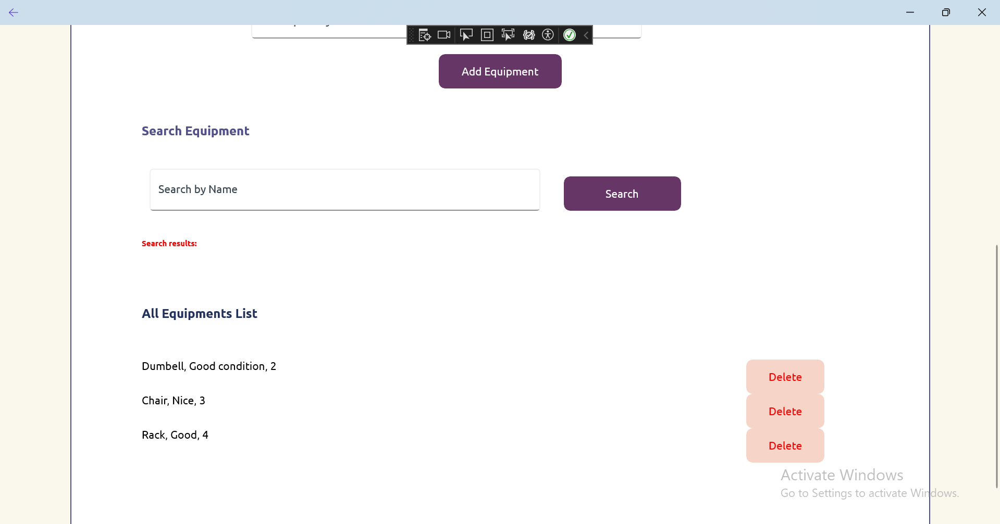 Add Equipment
Search Equipment
Search by Name
Search
Search results:
All Equipments List
Dumbell, Good condition, 2
Delete
Chair, Nice, 3
Delete
Rack, Good, 4
Delete
Activate Windows
Go to Settings to activate Windows.